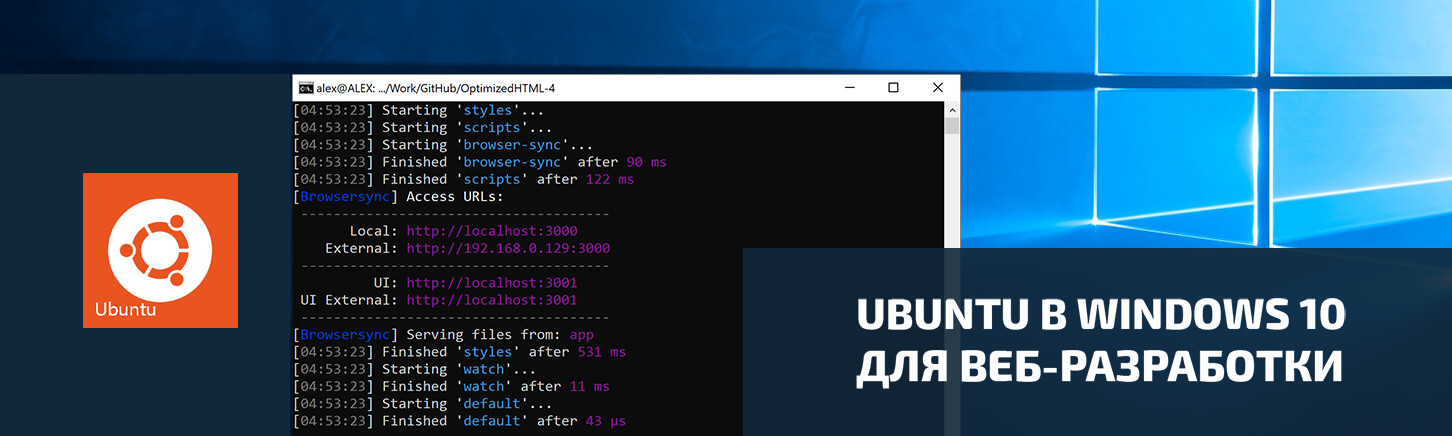 alex@ALEX: .../Work/GitHub/OptimizedHTML-4
[04:53:23] Starting 'styles'...
[04:53:23] Starting 'scripts'...
[04:53:23] Starting 'browser-sync'...
[04:53:23] Finished 'browser-sync' after 90 ms
[04:53:23] Finished 'scripts' after 122 ms
[Browsersync] Access URLs:
--------------------------------------
Local: http://localhost:3000
External: http://192.168.0.129:3000
--------------------------------------
UI: http://localhost:3001
UI External: http://localhost:3001
--------------------------------------
[Browsersync] Serving files from: app
[04:53:23] Finished 'styles' after 531 ms
[04:53:23] Starting 'watch'...
[04:53:23] Finished 'watch' after 11 ms
[04:53:23] Starting 'default'...
[04:53:23] Finished 'default' after 43 μs
Ubuntu
UBUNTU В WINDOWS 10
ДЛЯ ВЕБ-РАЗРАБОТКИ